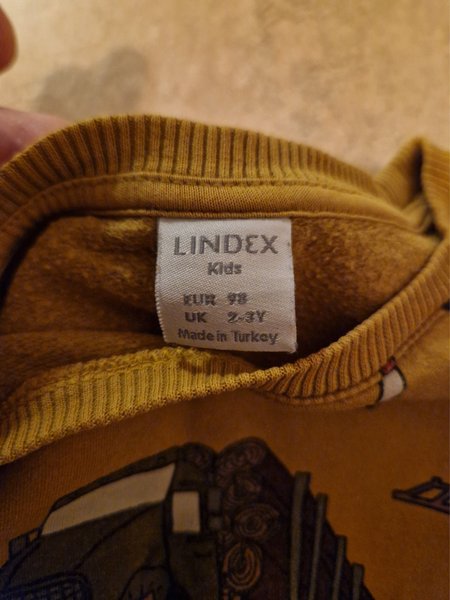 LINDEX
Kids
EUR 98
UK 2-3Y
Made in Turkey